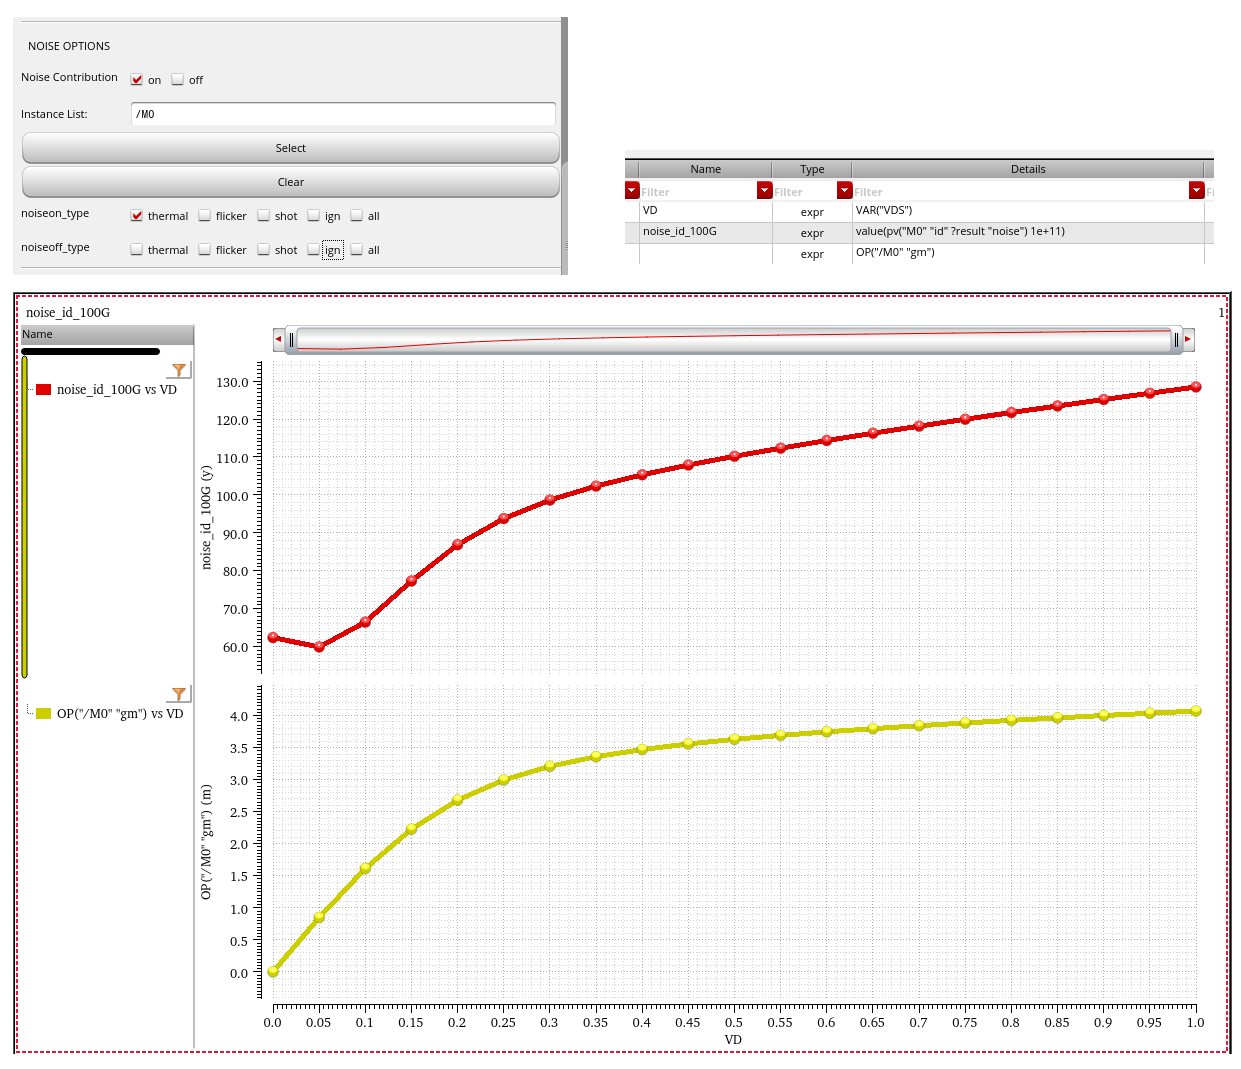 NOISE OPTIONS
Noise Contribution on off
Instance List: /M0
Select
Clear
noiseon_type thermal flicker shot ign all
noiseoff_type thermal flicker shot ign all
Name Type Details
Filter Filter Filter Fi
VD expr VAR("VDS")
noise_id_100G expr value(pv("M0" "id" ?result "noise") 1e+11)
expr OP("/M0" "gm")
noise_id_100G 1
Name
noise_id_100G vs VD
noise_id_100G (y)
130.0
120.0
110.0
100.0
90.0
80.0
70.0
60.0
OP("/M0" "gm") vs VD
OP("/M0" "gm") (m)
4.0
3.5
3.0
2.5
2.0
1.5
1.0
0.5
0.0
0.0 0.05 0.1 0.15 0.2 0.25 0.3 0.35 0.4 0.45 0.5 0.55 0.6 0.65 0.7 0.75 0.8 0.85 0.9 0.95 1.0
VD